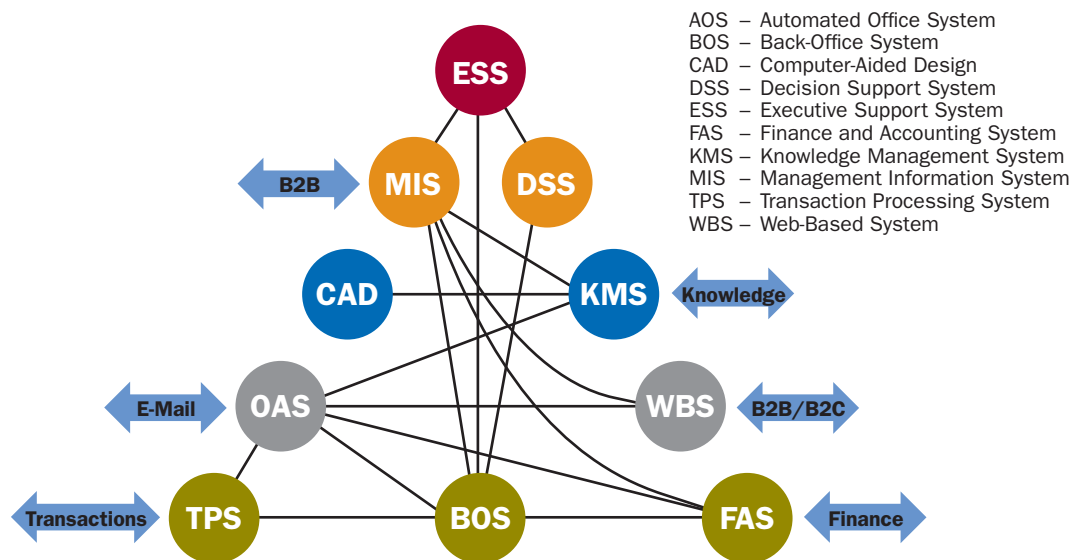 AOS – Automated Office System
BOS – Back-Office System
CAD – Computer-Aided Design
DSS – Decision Support System
ESS – Executive Support System
FAS – Finance and Accounting System
KMS – Knowledge Management System
MIS – Management Information System
TPS – Transaction Processing System
WBS – Web-Based System
ESS
B2B
MIS
DSS
CAD
KMS
Knowledge
E-Mail
OAS
WBS
B2B/B2C
Transactions
TPS
BOS
FAS
Finance